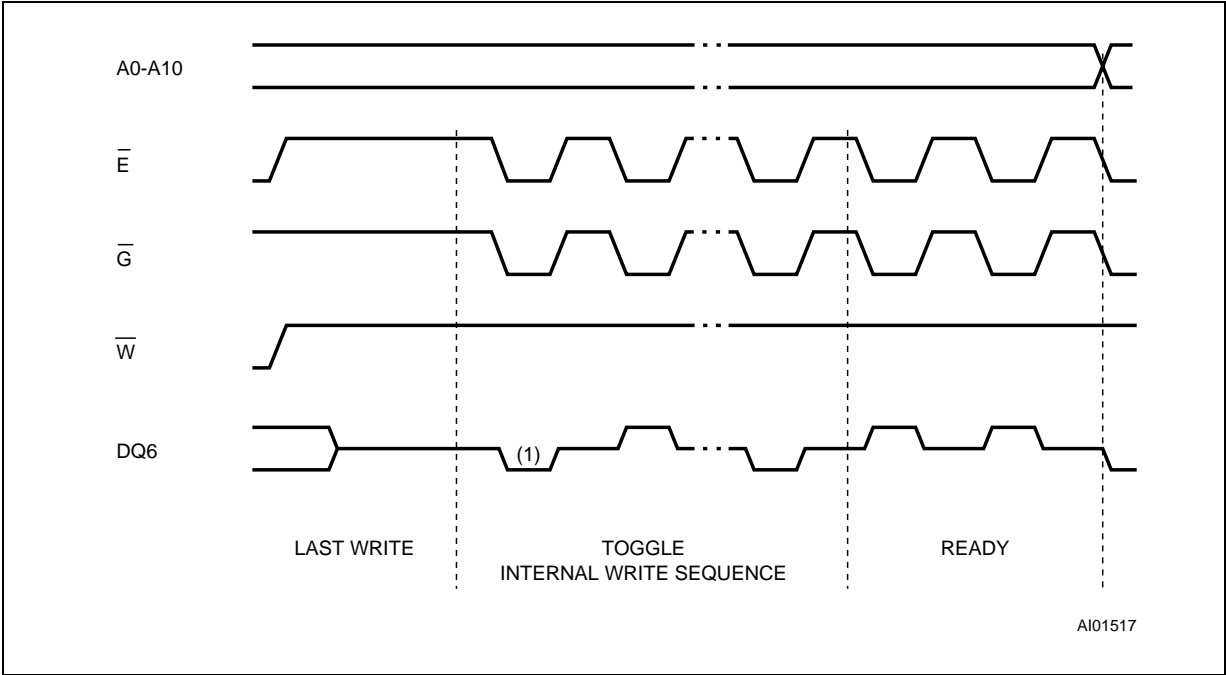 A0-A10
E̅
G̅
W̅
DQ6
(1)
LAST WRITE
TOGGLE
INTERNAL WRITE SEQUENCE
READY
AI01517